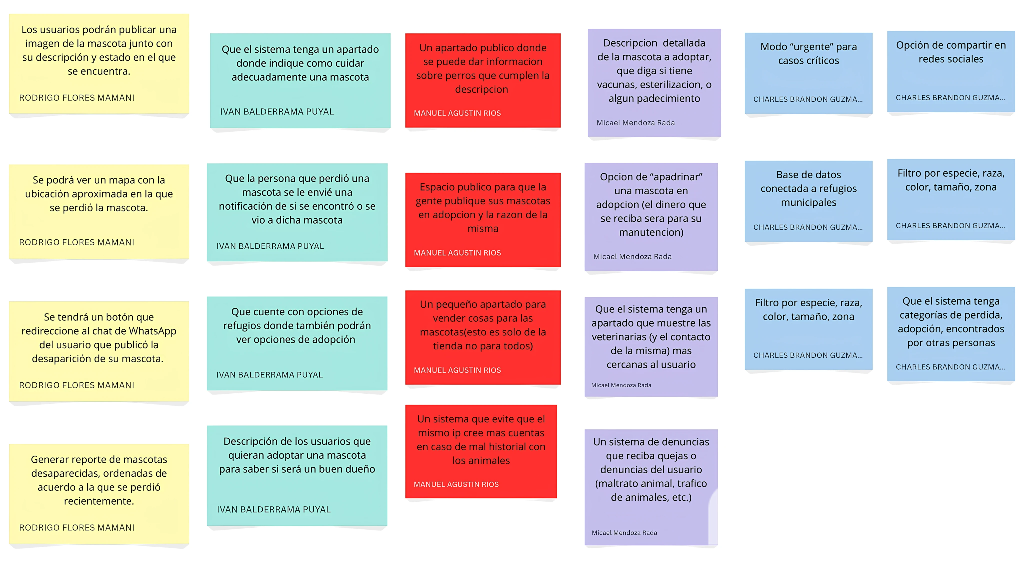 Los usuarios podrán publicar una
imagen de la mascota junto con
su descripción y estado en el que
se encuentra.
RODRIGO FLORES MAMANI
Se podrá ver un mapa con la
ubicación aproximada en la que
se perdió la mascota.
RODRIGO FLORES MAMANI
Se tendrá un botón que
redireccione al chat de WhatsApp
del usuario que publicó la
desaparición de su mascota.
RODRIGO FLORES MAMANI
Generar reporte de mascotas
desaparecidas, ordenadas de
acuerdo a la que se perdió
recientemente.
RODRIGO FLORES MAMANI
Que el sistema tenga un apartado
donde indique como cuidar
adecuadamente una mascota
IVAN BALDERRAMA PUYAL
Que la persona que perdió una
mascota se le envié una
notificación de si se encontró o se
vio a dicha mascota
IVAN BALDERRAMA PUYAL
Que cuente con opciones de
refugios donde también podrán
ver opciones de adopción
IVAN BALDERRAMA PUYAL
Descripción de los usuarios que
quieran adoptar una mascota
para saber si será un buen dueño
IVAN BALDERRAMA PUYAL
Un apartado publico donde
se puede dar informacion
sobre perros que cumplen la
descripcion
MANUEL AGUSTIN RIOS
Espacio publico para que la
gente publique sus mascotas
en adopcion y la razon de la
misma
MANUEL AGUSTIN RIOS
Un pequeño apartado para
vender cosas para las
mascotas(esto es solo de la
tienda no para todos)
MANUEL AGUSTIN RIOS
Un sistema que evite que el
mismo ip cree mas cuentas
en caso de mal historial con
los animales
MANUEL AGUSTIN RIOS
Descripcion detallada
de la mascota a adoptar,
que diga si tiene
vacunas, esterilizacion, o
algun padecimiento
Micael Mendoza Rada
Opcion de “apadrinar”
una mascota en
adopcion (el dinero que
se reciba sera para su
manutencion)
Micael Mendoza Rada
Que el sistema tenga un
apartado que muestre las
veterinarias (y el contacto
de la misma) mas
cercanas al usuario
Micael Mendoza Rada
Un sistema de denuncias
que reciba quejas o
denuncias del usuario
(maltrato animal, trafico
de animales, etc.)
Micael Mendoza Rada
Modo “urgente” para
casos críticos
CHARLES BRANDON GUZMA...
Base de datos
conectada a refugios
municipales
CHARLES BRANDON GUZMA...
Filtro por especie, raza,
color, tamaño, zona
CHARLES BRANDON GUZMA...
Opción de compartir en
redes sociales
CHARLES BRANDON GUZMA...
Filtro por especie, raza,
color, tamaño, zona
CHARLES BRANDON GUZMA...
Que el sistema tenga
categorías de perdida,
adopción, encontrados
por otras personas
CHARLES BRANDON GUZMA...